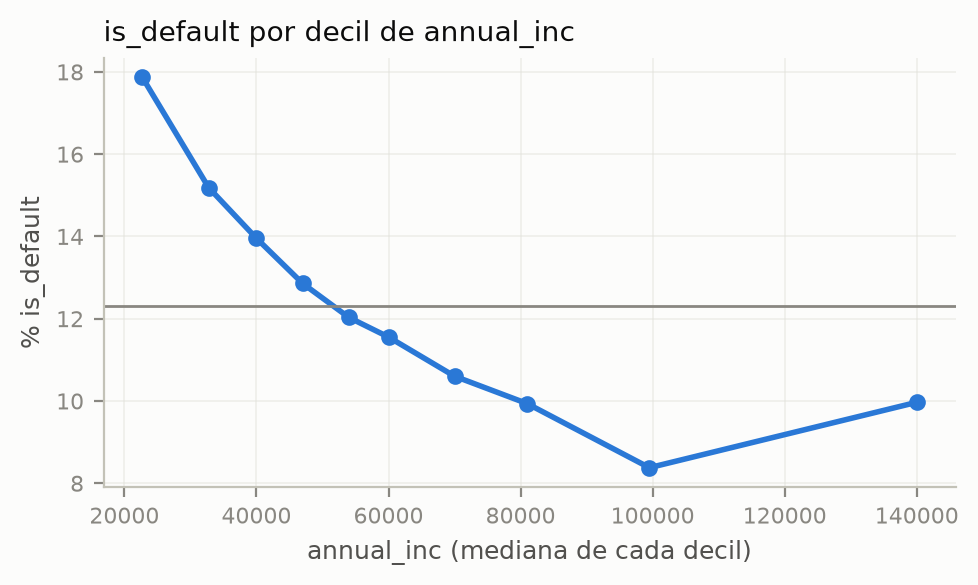 is_default por decil de annual_inc
% is_default
18
16
14
12
10
8
20000 40000 60000 80000 100000 120000 140000
annual_inc (mediana de cada decil)